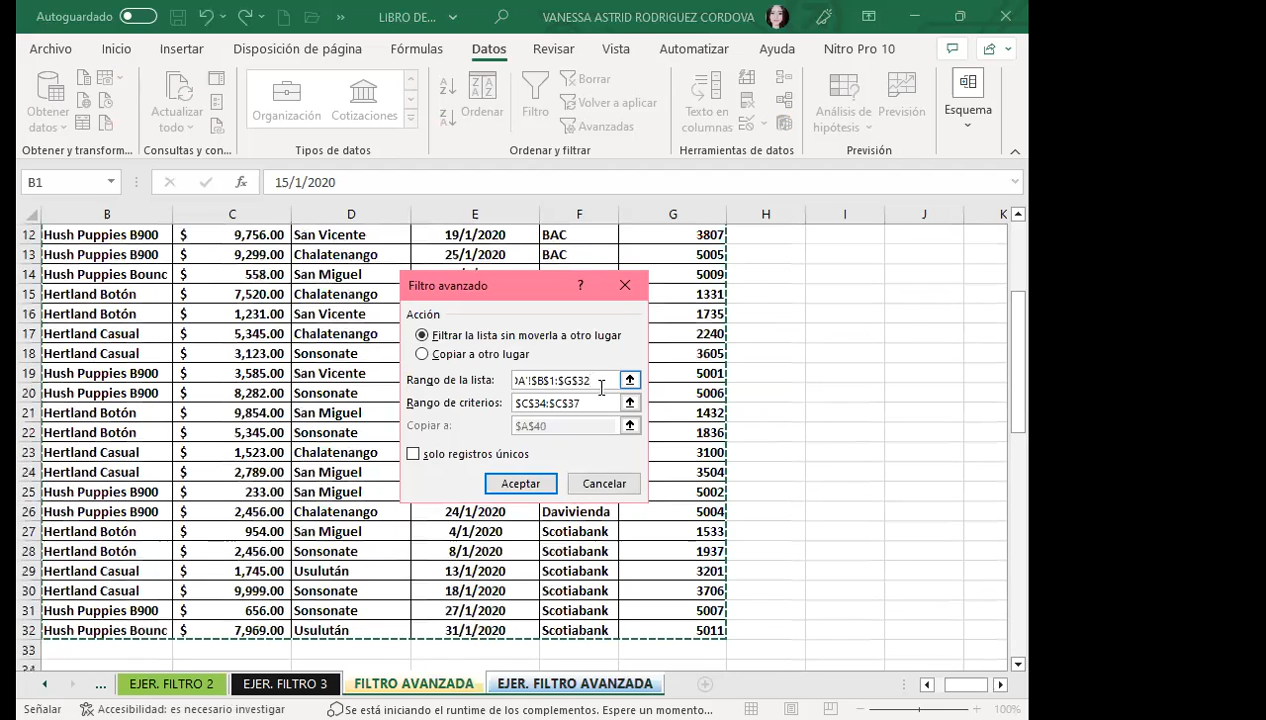 Autoguardado LIBRO DE... VANESSA ASTRID RODRIGUEZ CORDOVA
Archivo Inicio Insertar Disposición de página Fórmulas Datos Revisar Vista Automatizar Ayuda Nitro Pro 10
Obtener datos
Actualizar todo
Organización Cotizaciones
Ordenar
Filtro
Borrar
Volver a aplicar
Avanzadas
Texto en columnas
Análisis de hipótesis
Previsión
Esquema
Obtener y transform... Consultas y con... Tipos de datos Ordenar y filtrar Herramientas de datos Previsión
B1 fx 15/1/2020
B C D E F G H I J K
12 Hush Puppies B900 $ 9,756.00 San Vicente 19/1/2020 BAC 3807
13 Hush Puppies B900 $ 9,299.00 Chalatenango 25/1/2020 BAC 5005
14 Hush Puppies Bounc $ 558.00 San Miguel 5009
15 Hertland Botón $ 7,520.00 Chalatenango 1331
16 Hertland Botón $ 1,231.00 San Vicente 1735
17 Hertland Casual $ 5,345.00 Chalatenango 2240
18 Hertland Casual $ 3,123.00 Sonsonate 3605
19 Hush Puppies B900 $ 3,585.00 San Vicente 5001
20 Hush Puppies B900 $ 8,282.00 Sonsonate 5006
21 Hertland Botón $ 9,854.00 San Miguel 1432
22 Hertland Botón $ 5,345.00 Sonsonate 1836
23 Hertland Casual $ 1,523.00 Chalatenango 3100
24 Hertland Casual $ 2,789.00 San Miguel 3504
25 Hush Puppies B900 $ 233.00 San Miguel 5002
26 Hush Puppies B900 $ 2,456.00 Chalatenango 24/1/2020 Davivienda 5004
27 Hertland Botón $ 954.00 San Miguel 4/1/2020 Scotiabank 1533
28 Hertland Botón $ 2,456.00 Sonsonate 8/1/2020 Scotiabank 1937
29 Hertland Casual $ 1,745.00 Usulután 13/1/2020 Scotiabank 3201
30 Hertland Casual $ 9,999.00 Sonsonate 18/1/2020 Scotiabank 3706
31 Hush Puppies B900 $ 656.00 Sonsonate 27/1/2020 Scotiabank 5007
32 Hush Puppies Bounc $ 7,969.00 Usulután 31/1/2020 Scotiabank 5011
33
34
Filtro avanzado ?
Acción
Filtrar la lista sin moverla a otro lugar
Copiar a otro lugar
Rango de la lista: DA'!$B$1:$G$32
Rango de criterios: $C$34:$C$37
Copiar a: $A$40
Sólo registros únicos
Aceptar Cancelar
... EJER. FILTRO 2 EJER. FILTRO 3 FILTRO AVANZADA EJER. FILTRO AVANZADA
Señalar Accesibilidad: es necesario investigar Se está iniciando el runtime de los complementos. Espere un momento... 100%